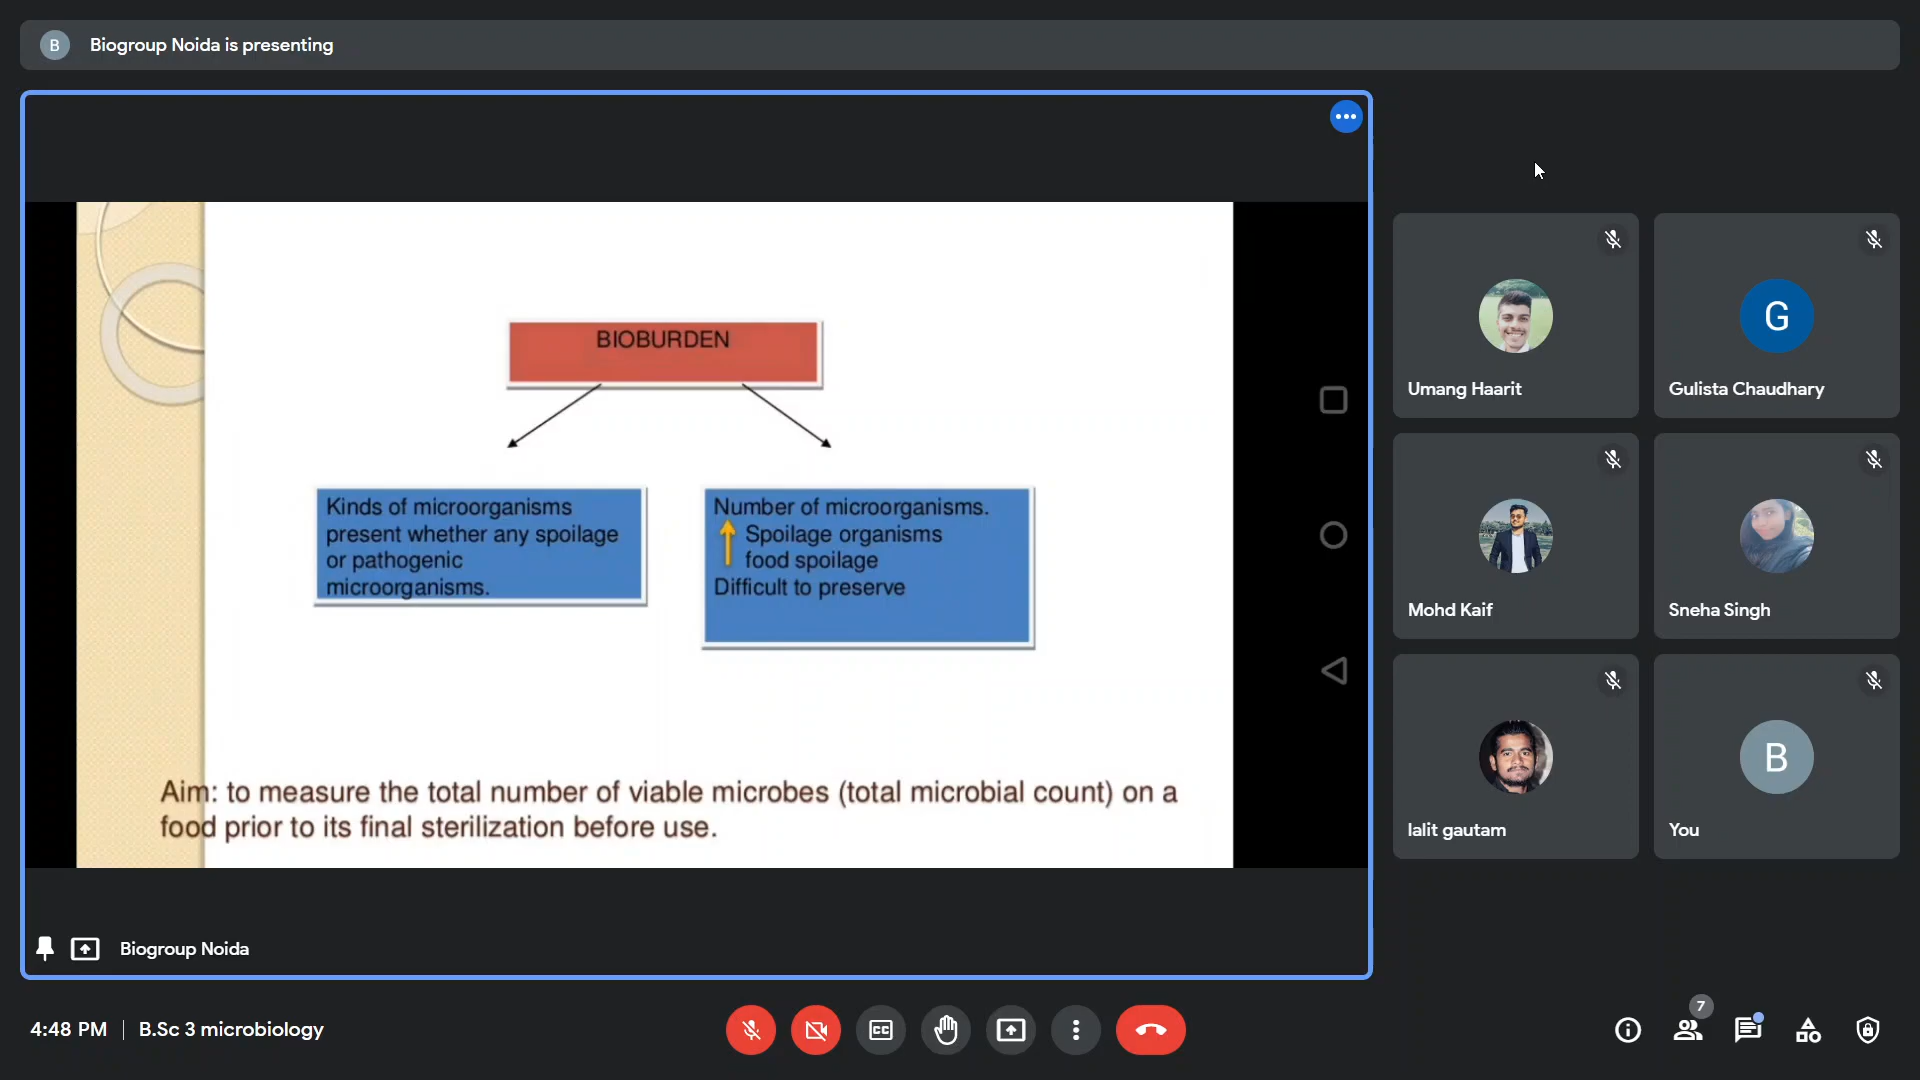 B
Biogroup Noida is presenting
BIOBURDEN
Kinds of microorganisms
present whether any spoilage
or pathogenic
microorganisms.
Number of microorganisms.
Spoilage organisms
food spoilage
Difficult to preserve
Aim: to measure the total number of viable microbes (total microbial count) on a
food prior to its final sterilization before use.
Biogroup Noida
Umang Haarit
G
Gulista Chaudhary
Mohd Kaif
Sneha Singh
lalit gautam
B
You
4:48 PM | B.Sc 3 microbiology
CC
7